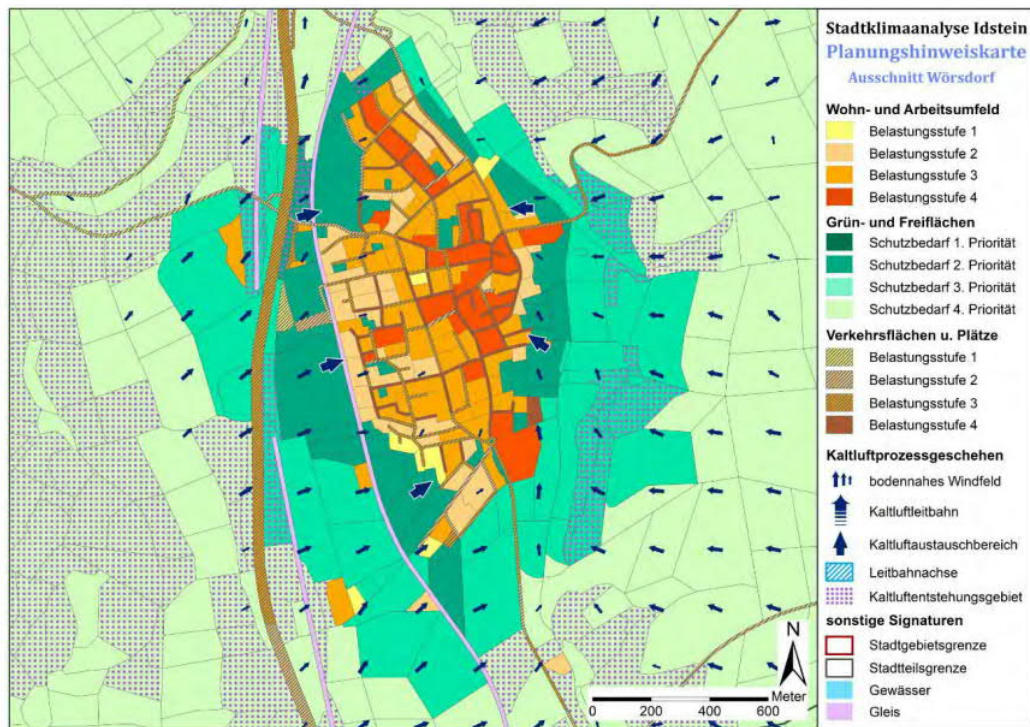 Stadtklimaanalyse Idstein
Planungshinweiskarte
Ausschnitt Wörsdorf
Wohn- und Arbeitsumfeld
Belastungsstufe 1
Belastungsstufe 2
Belastungsstufe 3
Belastungsstufe 4
Grün- und Freiflächen
Schutzbedarf 1. Priorität
Schutzbedarf 2. Priorität
Schutzbedarf 3. Priorität
Schutzbedarf 4. Priorität
Verkehrsflächen u. Plätze
Belastungsstufe 1
Belastungsstufe 2
Belastungsstufe 3
Belastungsstufe 4
Kaltluftprozessgeschehen
bodennahes Windfeld
Kaltluftleitbahn
Kaltluftaustauschbereich
Leitbahnachse
Kaltluftentstehungsgebiet
sonstige Signaturen
Stadtgebietsgrenze
Stadtteilsgrenze
Gewässer
Gleis
N
Meter
0 200 400 600